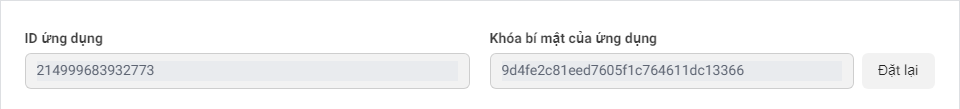 ID ứng dụng
Khóa bí mật của ứng dụng
214999683932773
9d4fe2c81eed7605f1c764611dc13366
Đặt lại